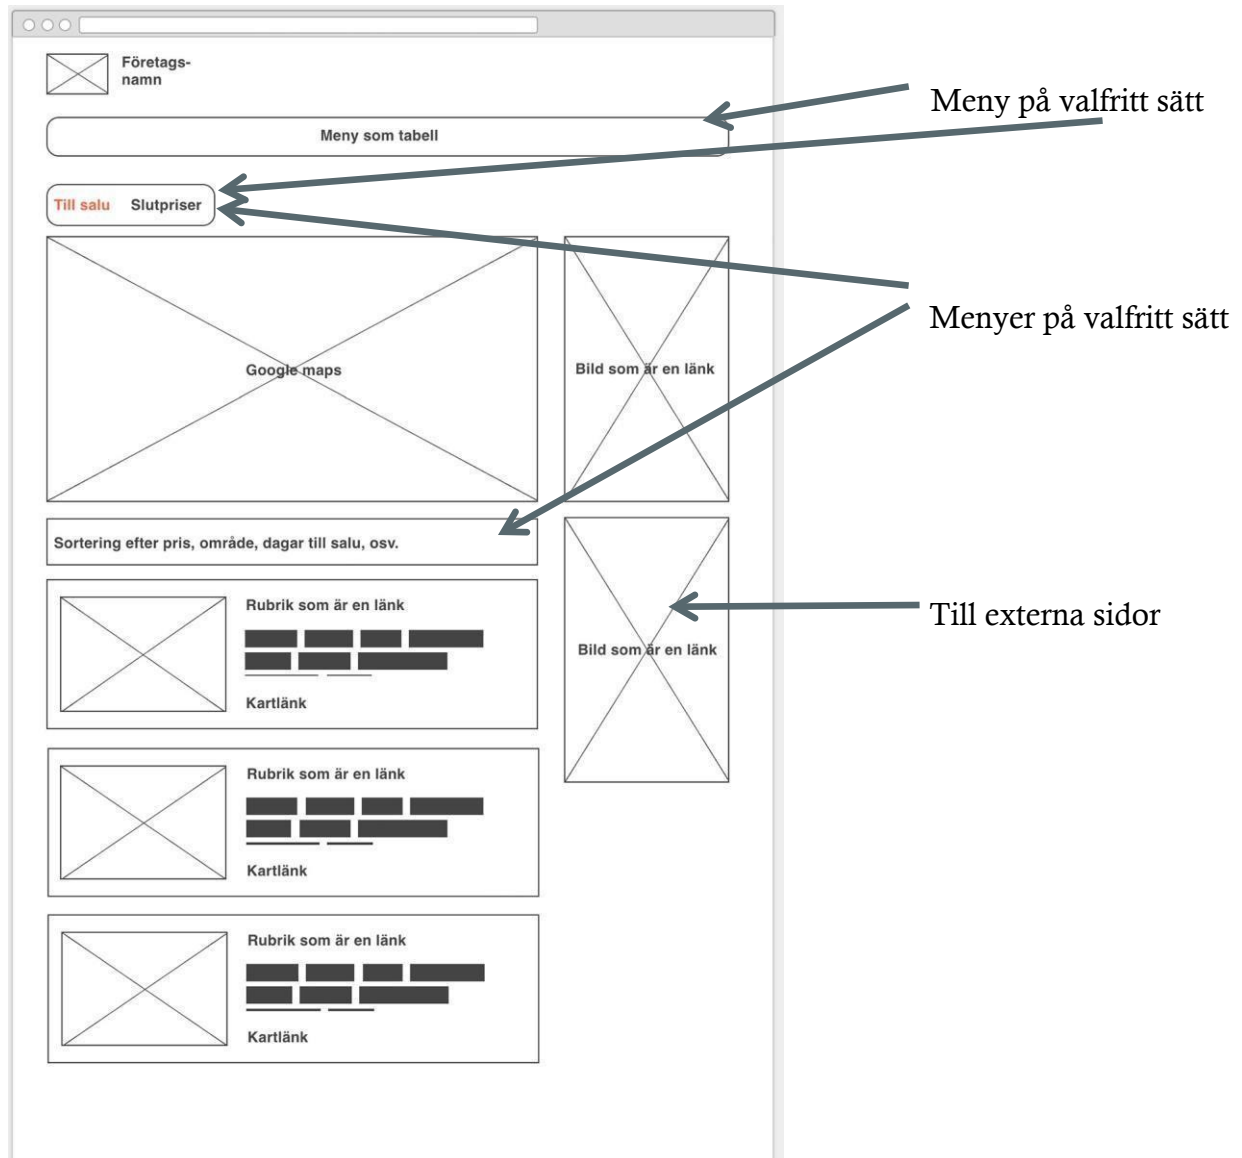 Företags-
namn
Meny på valfritt sätt
Meny som tabell
Till salu Slutpriser
Menyer på valfritt sätt
Google maps
Bild som är en länk
Sortering efter pris, område, dagar till salu, osv.
Rubrik som är en länk
Till externa sidor
Bild som är en länk
Kartlänk
Rubrik som är en länk
Kartlänk
Rubrik som är en länk
Kartlänk